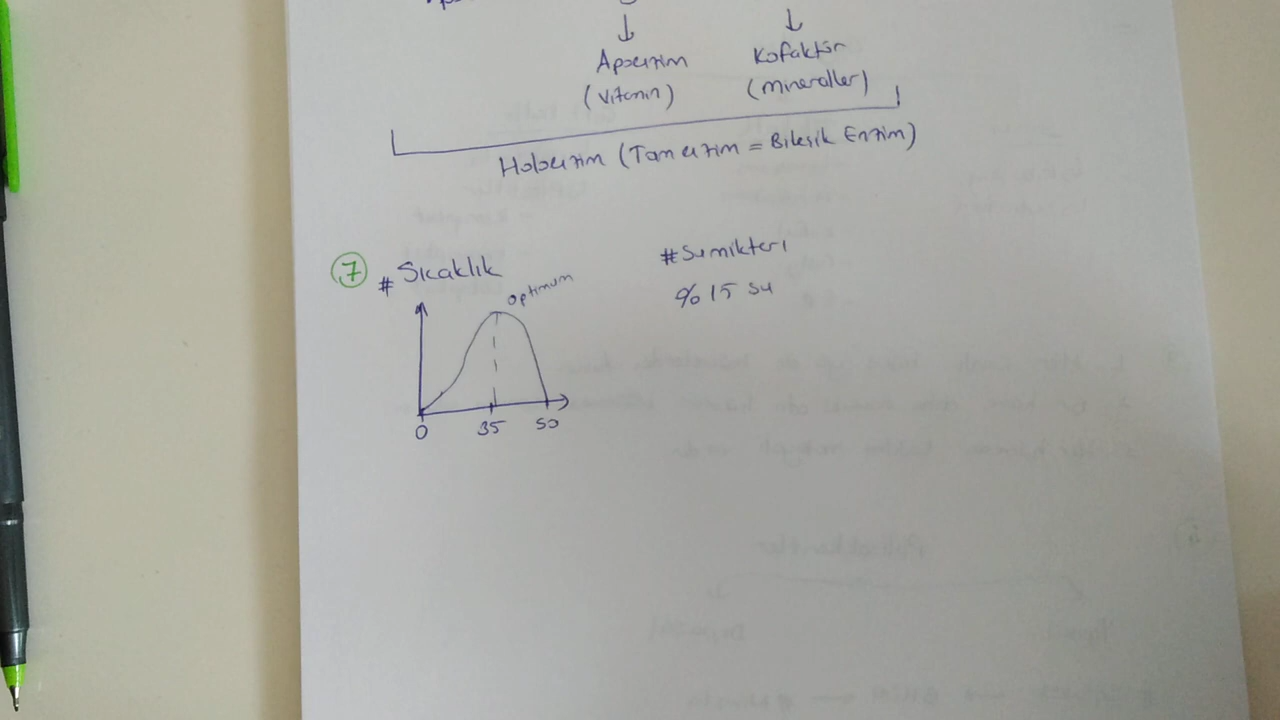 Apoenzim
Kofaktör
(vitamin)
(mineraller)
Holoenzim (Tam enzim = Bileşik Enzim)
7 # Sıcaklık
# Su miktarı
optimum
%15 su
0 35 50